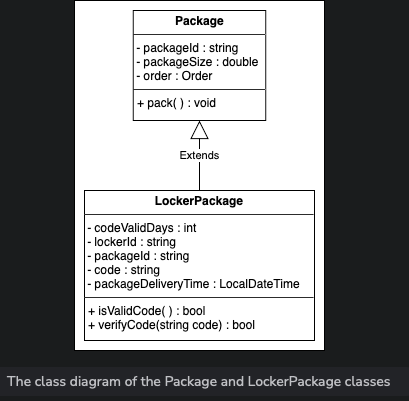 Package
- packageId : string
- packageSize : double
- order : Order
+ pack( ) : void
Extends
LockerPackage
- codeValidDays : int
- lockerId : string
- packageId : string
- code : string
- packageDeliveryTime : LocalDateTime
+ isValidCode( ) : bool
+ verifyCode(string code) : bool
The class diagram of the Package and LockerPackage classes